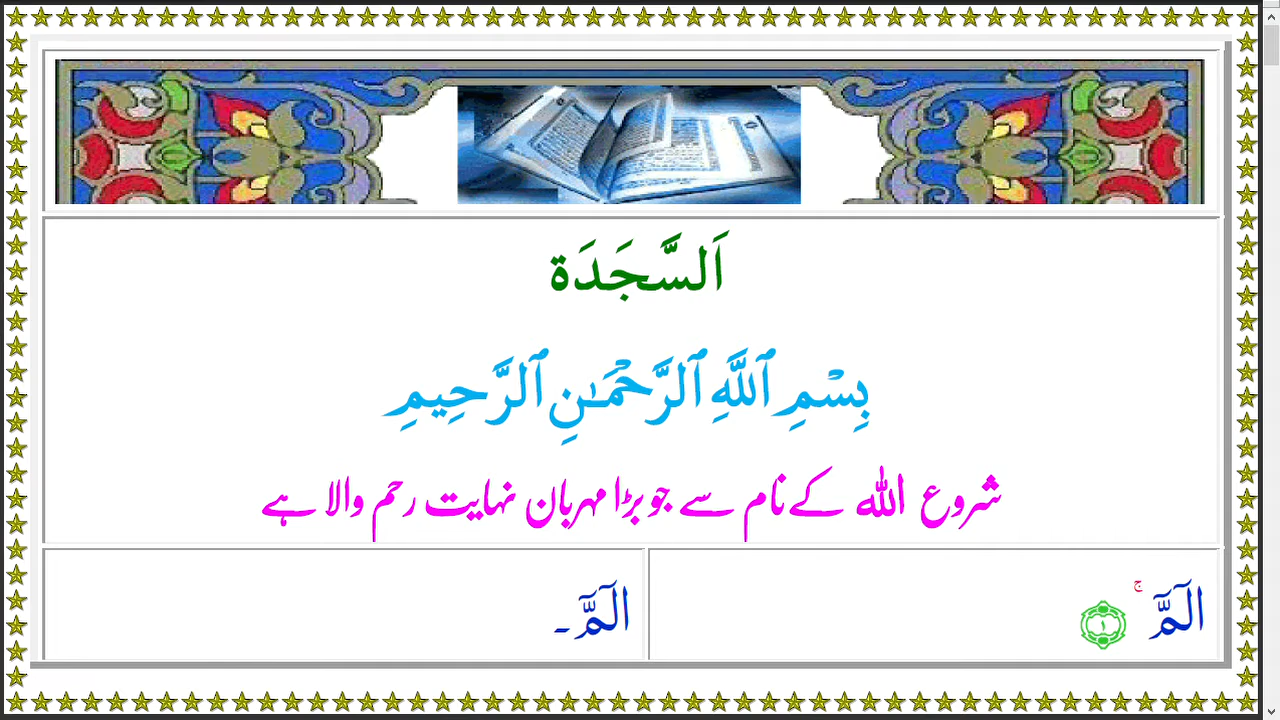 اَلسَّجَدَة
بِسْمِ ٱللَّهِ ٱلرَّحْمَـٰنِ ٱلرَّحِيمِ
شروع اللہ کے نام سے جو بڑا مہربان نہایت رحم والا ہے
الٓمّٓ ۚ ١
الٓمّٓ ۔